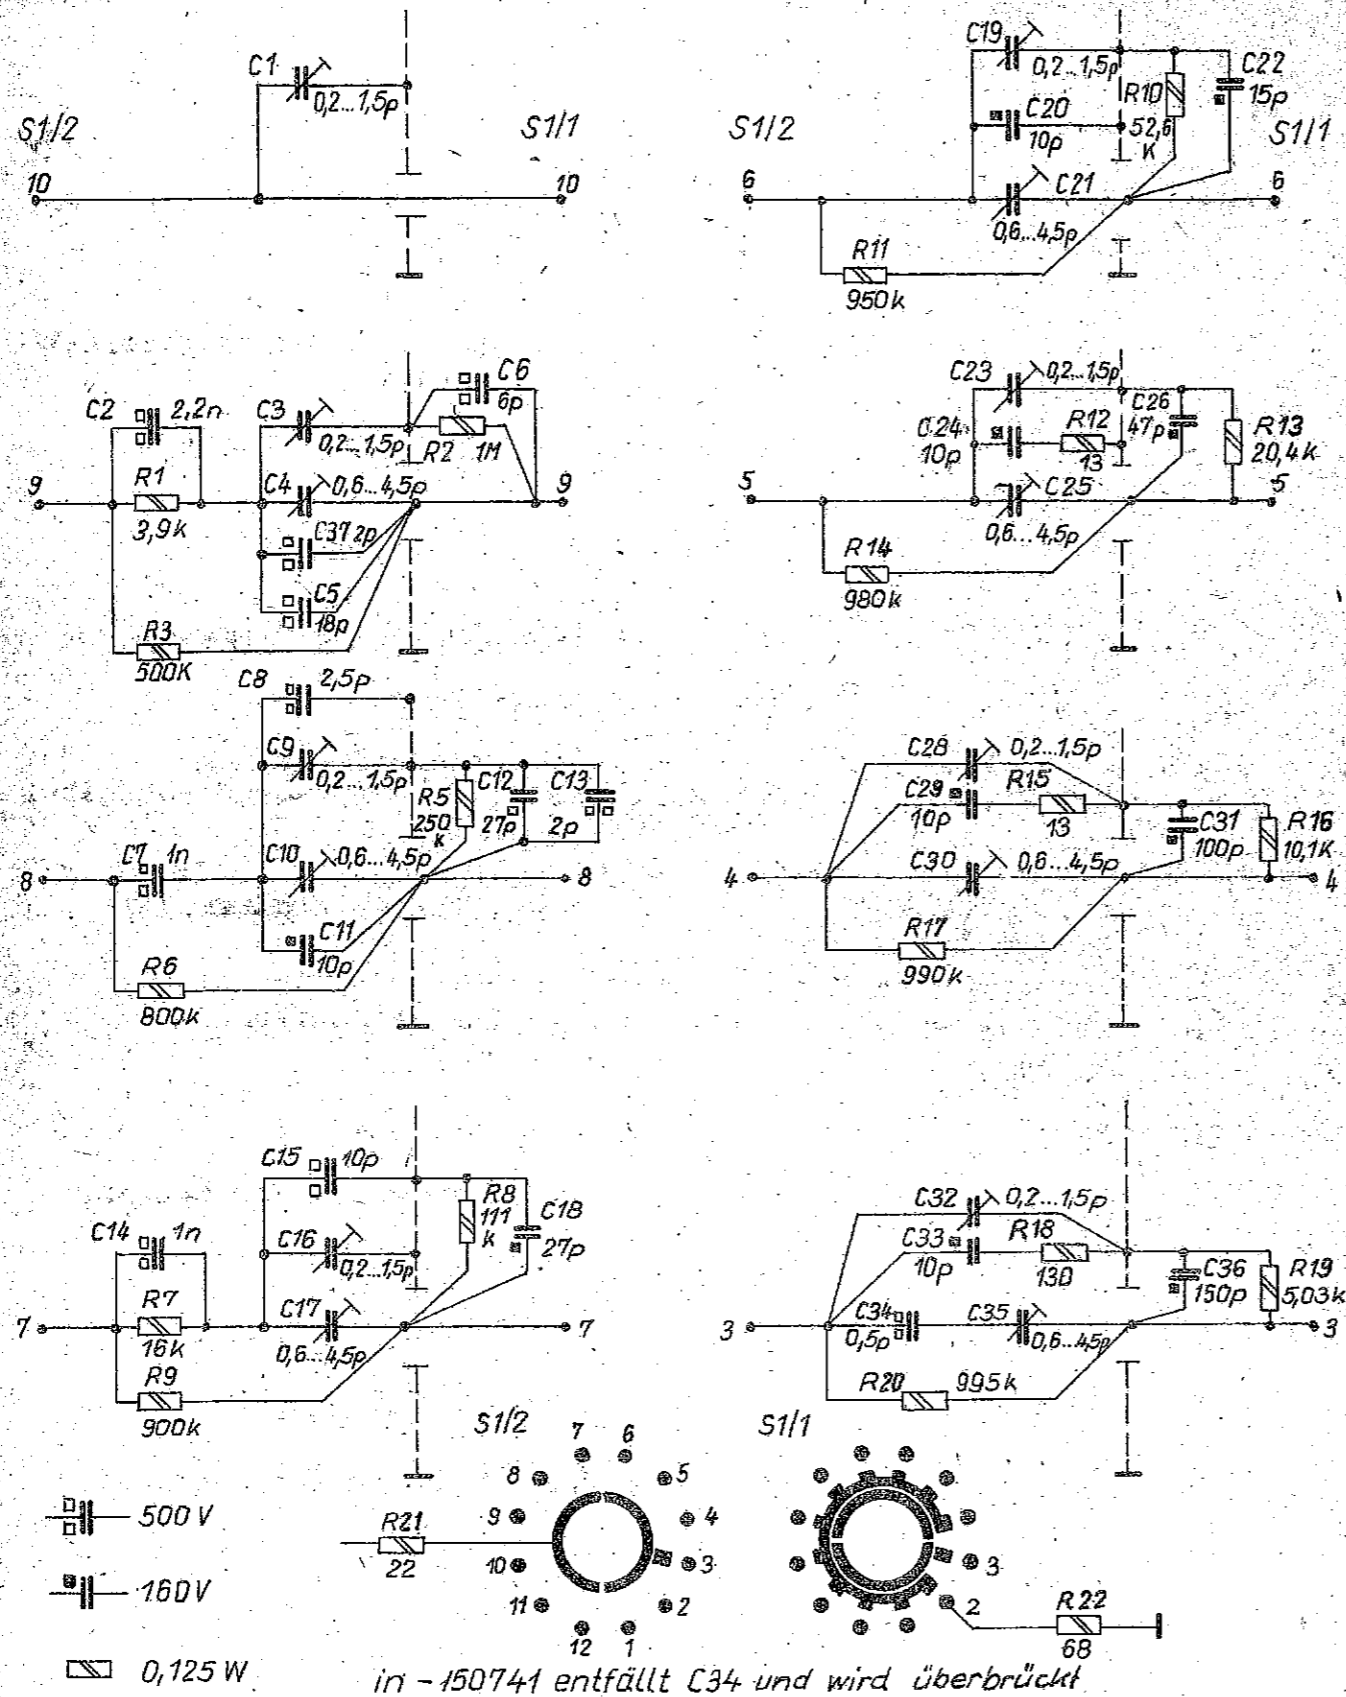 S1/2
C1
0,2...1,5p
S1/1
10
10
S1/2
C19
0,2...1,5p
C20
10p
R10
52,6
K
C22
15p
S1/1
6
C21
0,6...4,5p
6
R11
950k
C2
2,2n
C3
0,2...1,5p
C6
6p
R2
1M
9
R1
3,9k
C4
0,6...4,5p
9
C37 2p
C5
18p
R3
500K
C23
0,2...1,5p
C24
10p
R12
13
C26
47p
R13
20,4K
5
C25
0,6...4,5p
5
R14
980k
C8
2,5p
C9
0,2...1,5p
R5
250
k
C12
27p
C13
2p
8
C7
1n
C10
0,6...4,5p
8
C11
10p
R6
800k
C28
0,2...1,5p
C29
10p
R15
13
C31
100p
R16
10,1K
4
C30
0,6...4,5p
4
R17
990k
C15
10p
R8
111
k
C18
27p
C14
1n
C16
0,2...1,5p
7
R7
16k
C17
0,6...4,5p
7
R9
900k
C32
0,2...1,5p
C33
10p
R18
130
C36
150p
R19
5,03k
3
C34
0,5p
C35
0,6...4,5p
3
R20
995k
S1/2
7
6
8
5
9
4
10
3
11
2
12
1
R21
22
S1/1
3
2
R22
68
500V
160V
0,125 W
in -150741 entfällt C34 und wird überbrückt